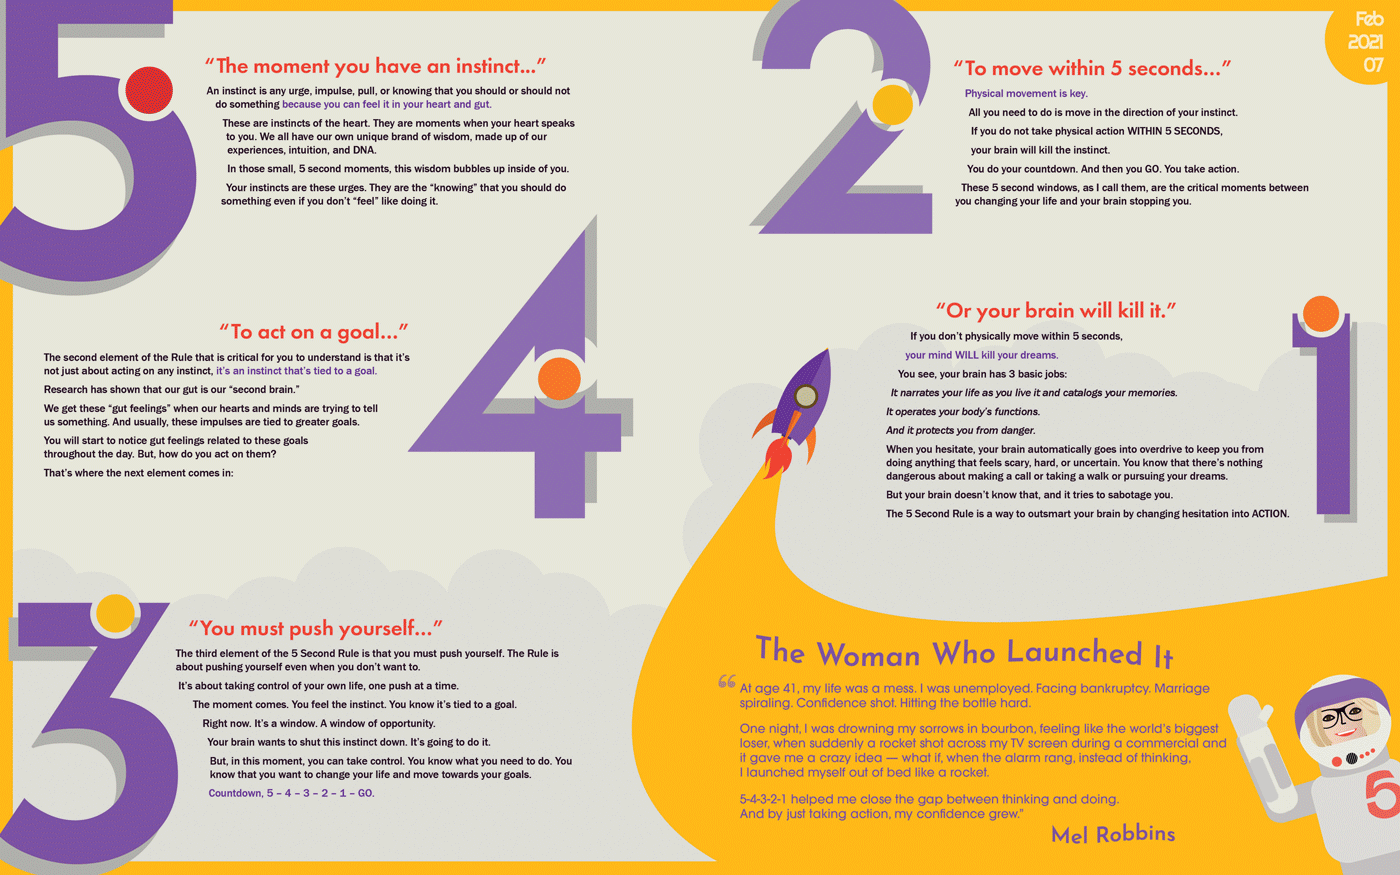 5
“The moment you have an instinct...”
An instinct is any urge, impulse, pull, or knowing that you should or should not
do something because you can feel it in your heart and gut.
These are instincts of the heart. They are moments when your heart speaks
to you. We all have our own unique brand of wisdom, made up of our
experiences, intuition, and DNA.
In those small, 5 second moments, this wisdom bubbles up inside of you.
Your instincts are these urges. They are the “knowing” that you should do
something even if you don’t “feel” like doing it.
4
“To act on a goal...”
The second element of the Rule that is critical for you to understand is that it’s
not just about acting on any instinct, it’s an instinct that’s tied to a goal.
Research has shown that our gut is our “second brain.”
We get these “gut feelings” when our hearts and minds are trying to tell
us something. And usually, these impulses are tied to greater goals.
You will start to notice gut feelings related to these goals
throughout the day. But, how do you act on them?
That’s where the next element comes in:
3
“You must push yourself...”
The third element of the 5 Second Rule is that you must push yourself. The Rule is
about pushing yourself even when you don’t want to.
It’s about taking control of your own life, one push at a time.
The moment comes. You feel the instinct. You know it’s tied to a goal.
Right now. It’s a window. A window of opportunity.
Your brain wants to shut this instinct down. It’s going to do it.
But, in this moment, you can take control. You know what you need to do. You
know that you want to change your life and move towards your goals.
Countdown, 5 – 4 – 3 – 2 – 1 – GO.
Feb
2021
07
2
“To move within 5 seconds...”
Physical movement is key.
All you need to do is move in the direction of your instinct.
If you do not take physical action WITHIN 5 SECONDS,
your brain will kill the instinct.
You do your countdown. And then you GO. You take action.
These 5 second windows, as I call them, are the critical moments between
you changing your life and your brain stopping you.
1
“Or your brain will kill it.”
If you don’t physically move within 5 seconds,
your mind WILL kill your dreams.
You see, your brain has 3 basic jobs:
It narrates your life as you live it and catalogs your memories.
It operates your body’s functions.
And it protects you from danger.
When you hesitate, your brain automatically goes into overdrive to keep you from
doing anything that feels scary, hard, or uncertain. You know that there’s nothing
dangerous about making a call or taking a walk or pursuing your dreams.
But your brain doesn’t know that, and it tries to sabotage you.
The 5 Second Rule is a way to outsmart your brain by changing hesitation into ACTION.
The Woman Who Launched It
“At age 41, my life was a mess. I was unemployed. Facing bankruptcy. Marriage
spiraling. Confidence shot. Hitting the bottle hard.
One night, I was drowning my sorrows in bourbon, feeling like the world’s biggest
loser, when suddenly a rocket shot across my TV screen during a commercial and
it gave me a crazy idea — what if, when the alarm rang, instead of thinking,
I launched myself out of bed like a rocket.
5-4-3-2-1 helped me close the gap between thinking and doing.
And by just taking action, my confidence grew.”
Mel Robbins
5